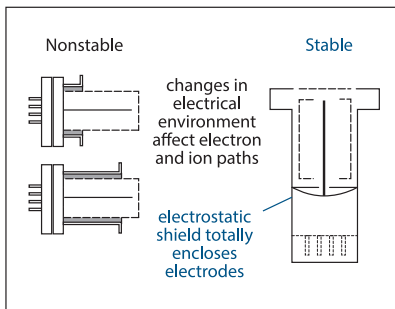 Nonstable
Stable
changes in
electrical
environment
affect electron
and ion paths
electrostatic
shield totally
encloses
electrodes